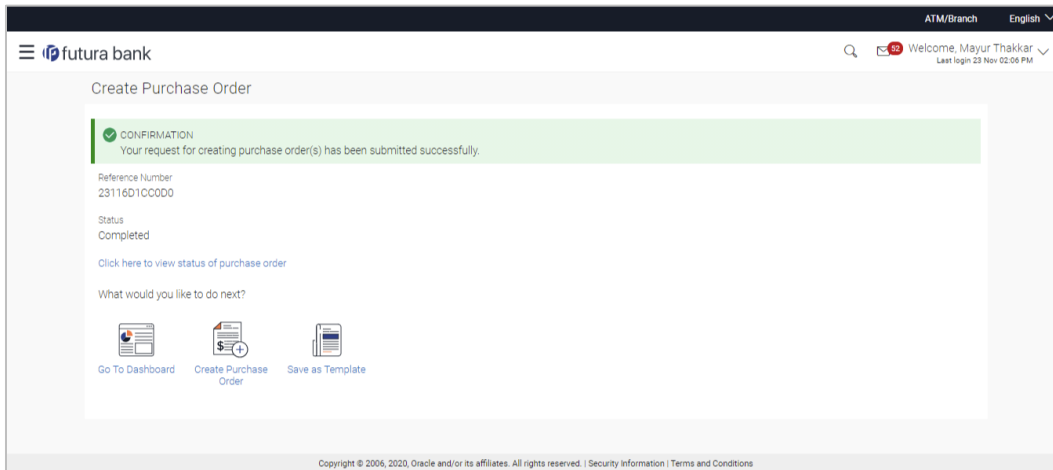 ATM/Branch English
futura bank
52 Welcome, Mayur Thakkar
Last login 23 Nov 02:06 PM
Create Purchase Order
CONFIRMATION
Your request for creating purchase order(s) has been submitted successfully.
Reference Number
23116D1CC0D0
Status
Completed
Click here to view status of purchase order
What would you like to do next?
Go To Dashboard Create Purchase Save as Template
Order
Copyright © 2006, 2020, Oracle and/or its affiliates. All rights reserved. | Security Information | Terms and Conditions